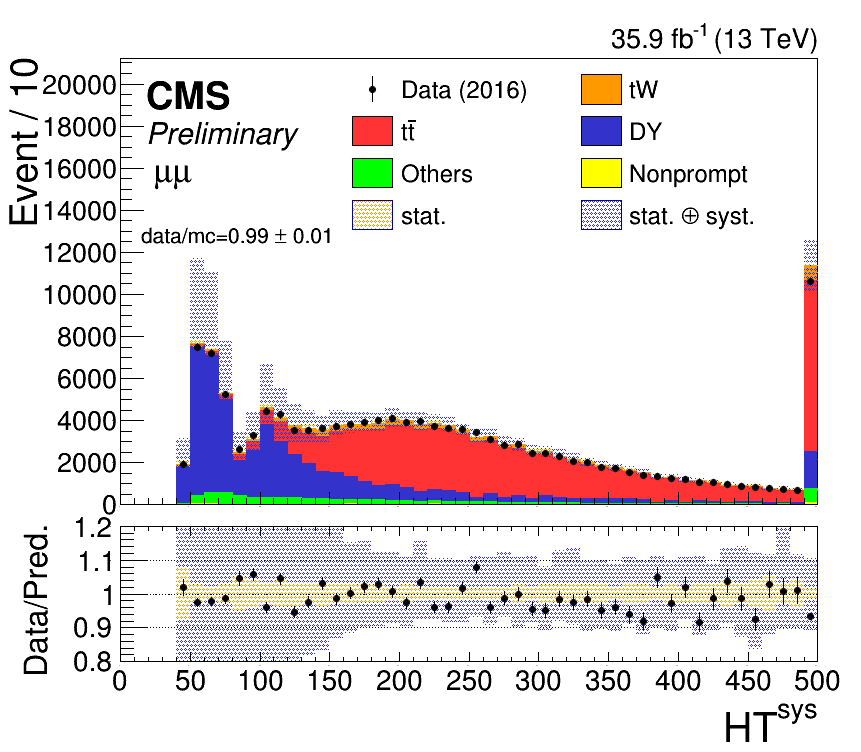 35.9 fb⁻¹ (13 TeV)
Event / 10
20000
18000
16000
14000
12000
10000
8000
6000
4000
2000
0
CMS
Preliminary
μμ
data/mc=0.99 ± 0.01
Data (2016)
tW
tt̄
DY
Others
Nonprompt
stat.
stat. ⊕ syst.
Data/Pred.
1.2
1.1
1
0.9
0.8
0 50 100 150 200 250 300 350 400 450 500
HT^sys